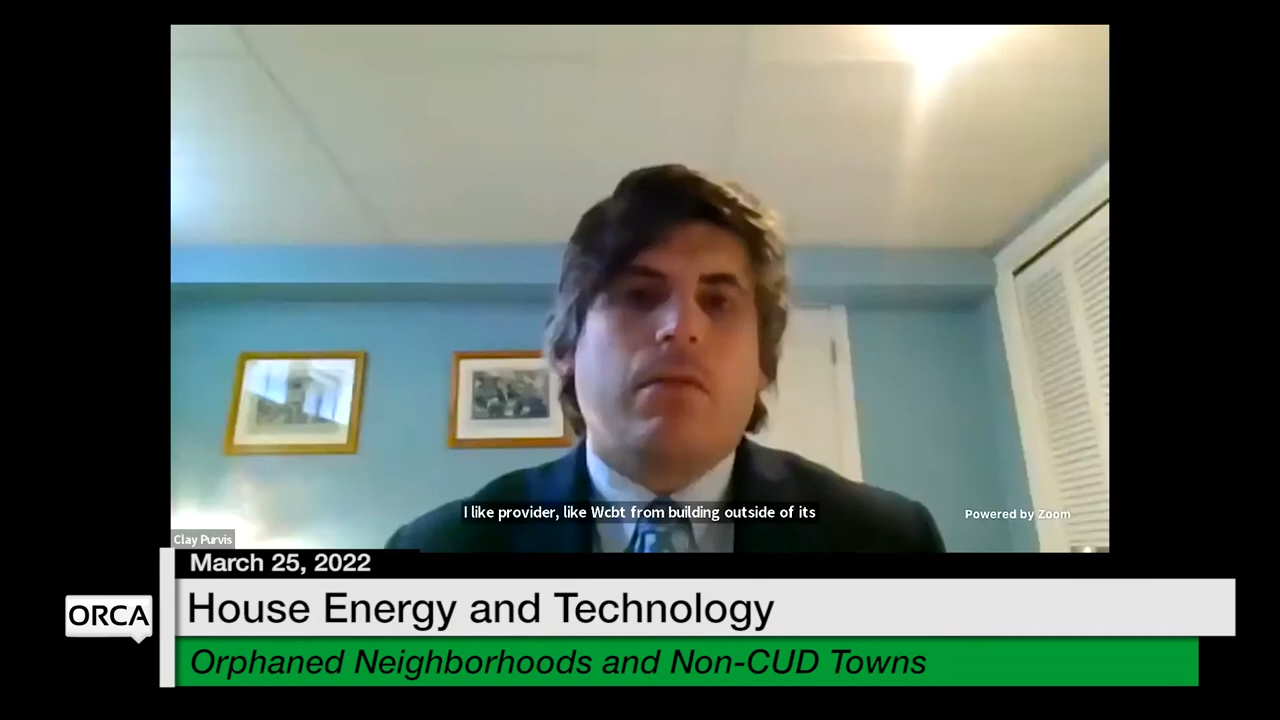 I like provider, like Wcbt from building outside of its
Powered by Zoom
Clay Purvis
March 25, 2022
ORCA
House Energy and Technology
Orphaned Neighborhoods and Non-CUD Towns